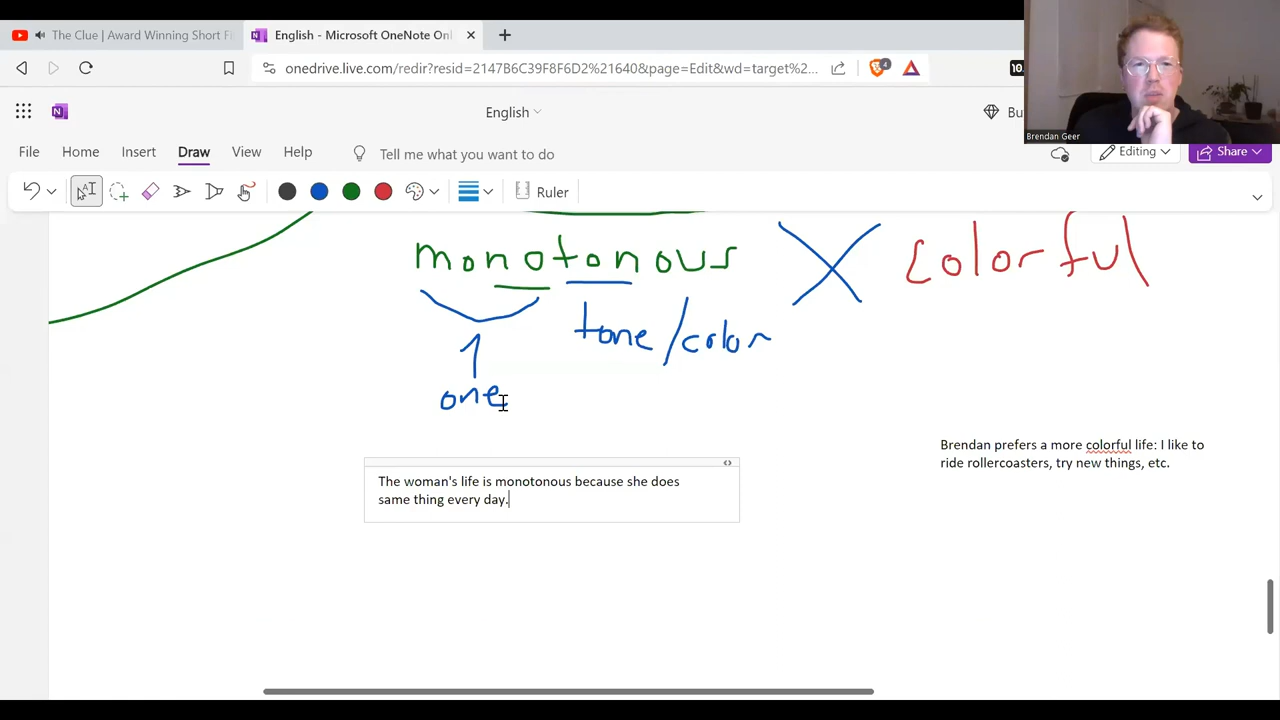 The Clue | Award Winning Short Fi
English - Microsoft OneNote Onl
onedrive.live.com/redir?resid=2147B6C39F8F6D2%21640&page=Edit&wd=target%2...
4
10
English
Bu
Brendan Geer
File Home Insert Draw View Help Tell me what you want to do
Editing Share
Ruler
monotonous X colorful
tone/color
one
Brendan prefers a more colorful life: I like to
ride rollercoasters, try new things, etc.
The woman's life is monotonous because she does
same thing every day.